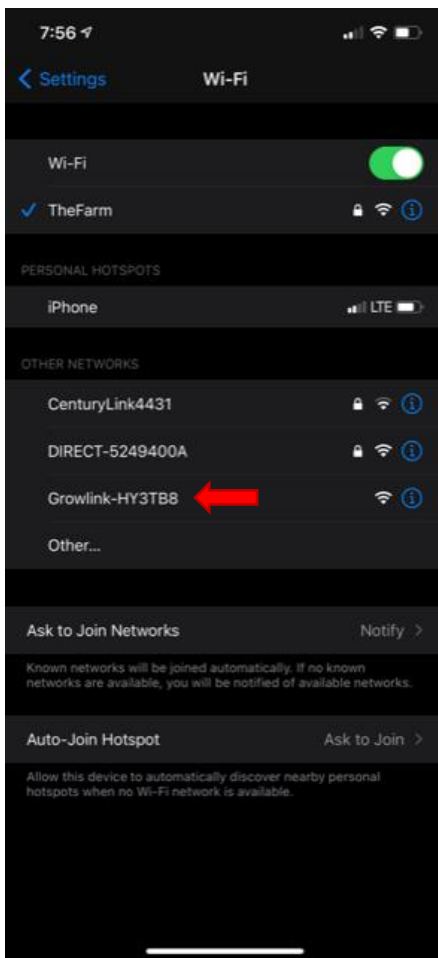 7:56
Settings
Wi-Fi
Wi-Fi
TheFarm
PERSONAL HOTSPOTS
iPhone
LTE
OTHER NETWORKS
CenturyLink4431
DIRECT-5249400A
Growlink-HY3TB8
Other...
Ask to Join Networks
Notify
Known networks will be joined automatically. If no known
networks are available, you will be notified of available networks.
Auto-Join Hotspot
Ask to Join
Allow this device to automatically discover nearby personal
hotspots when no Wi-Fi network is available.